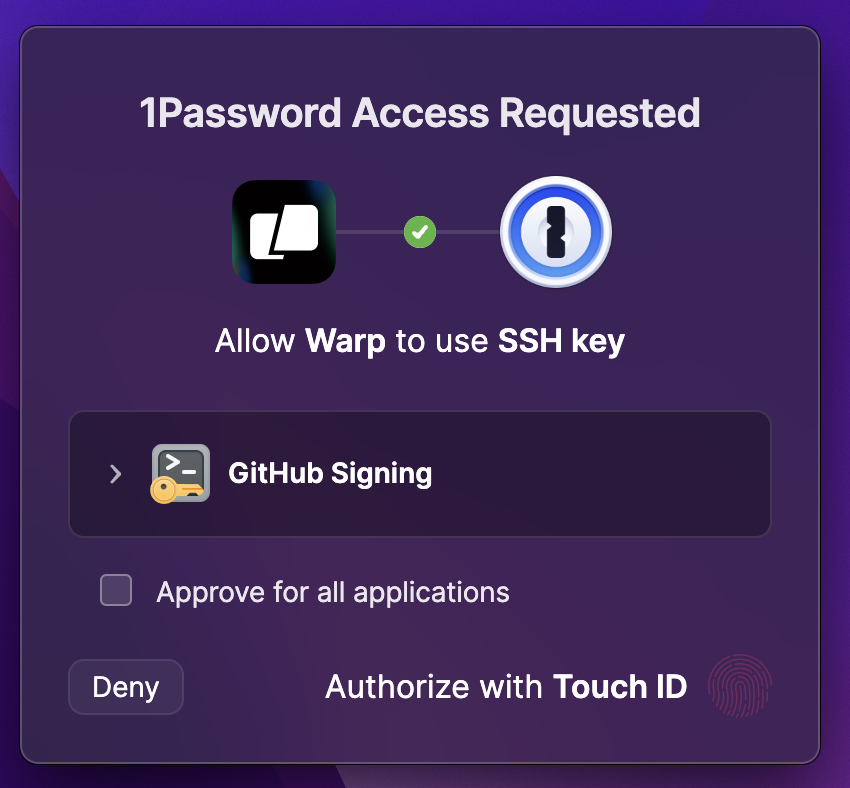 1Password Access Requested
Allow Warp to use SSH key
GitHub Signing
Approve for all applications
Deny
Authorize with Touch ID